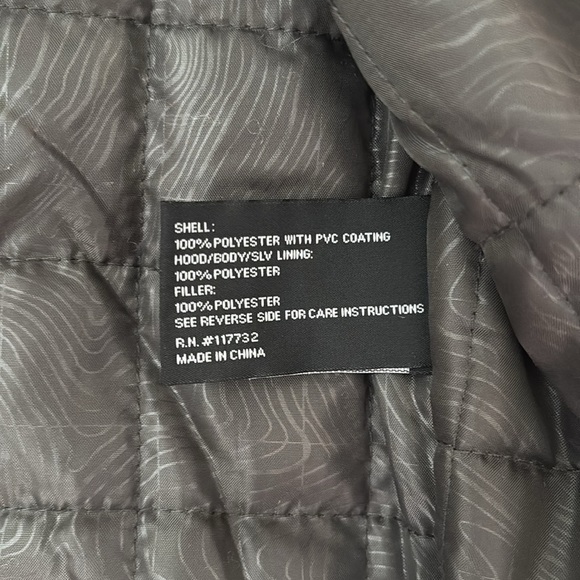 SHELL:
100% POLYESTER WITH PVC COATING
HOOD/BODY/SLV LINING:
100% POLYESTER
FILLER:
100% POLYESTER
SEE REVERSE SIDE FOR CARE INSTRUCTIONS
R.N. #117732
MADE IN CHINA